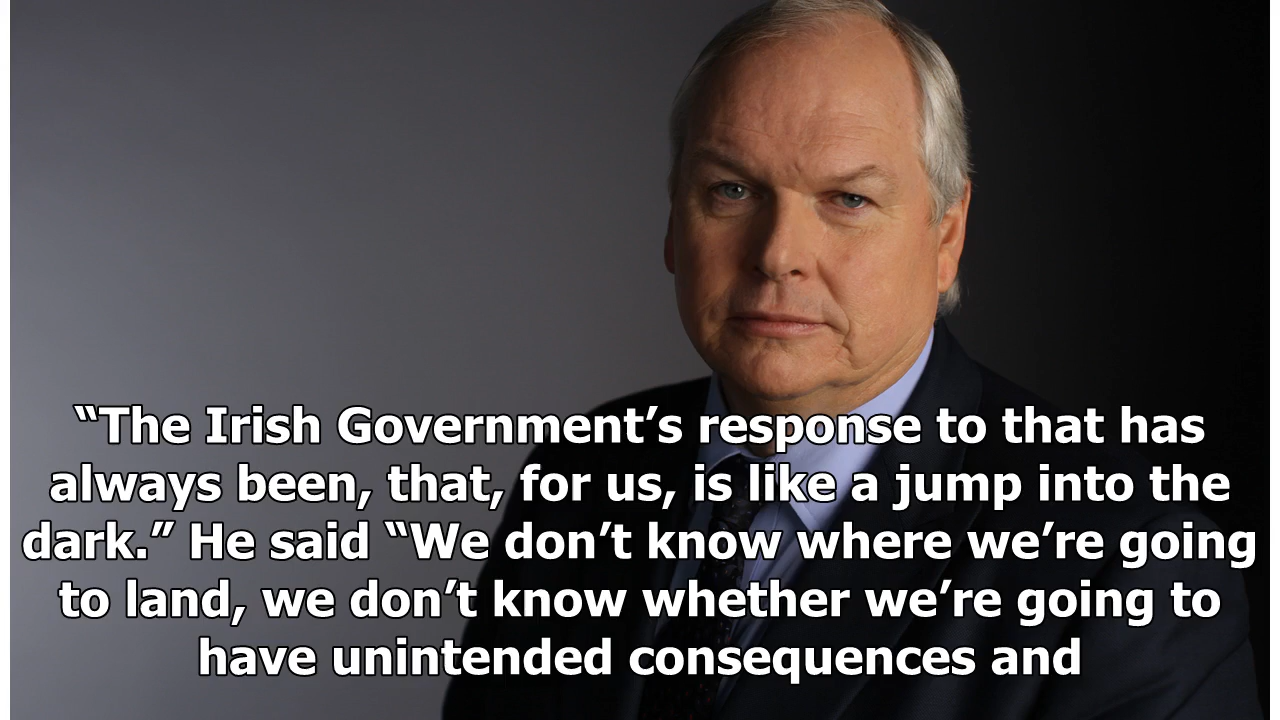 “The Irish Government’s response to that has
always been, that, for us, is like a jump into the
dark.” He said “We don’t know where we’re going
to land, we don’t know whether we’re going to
have unintended consequences and